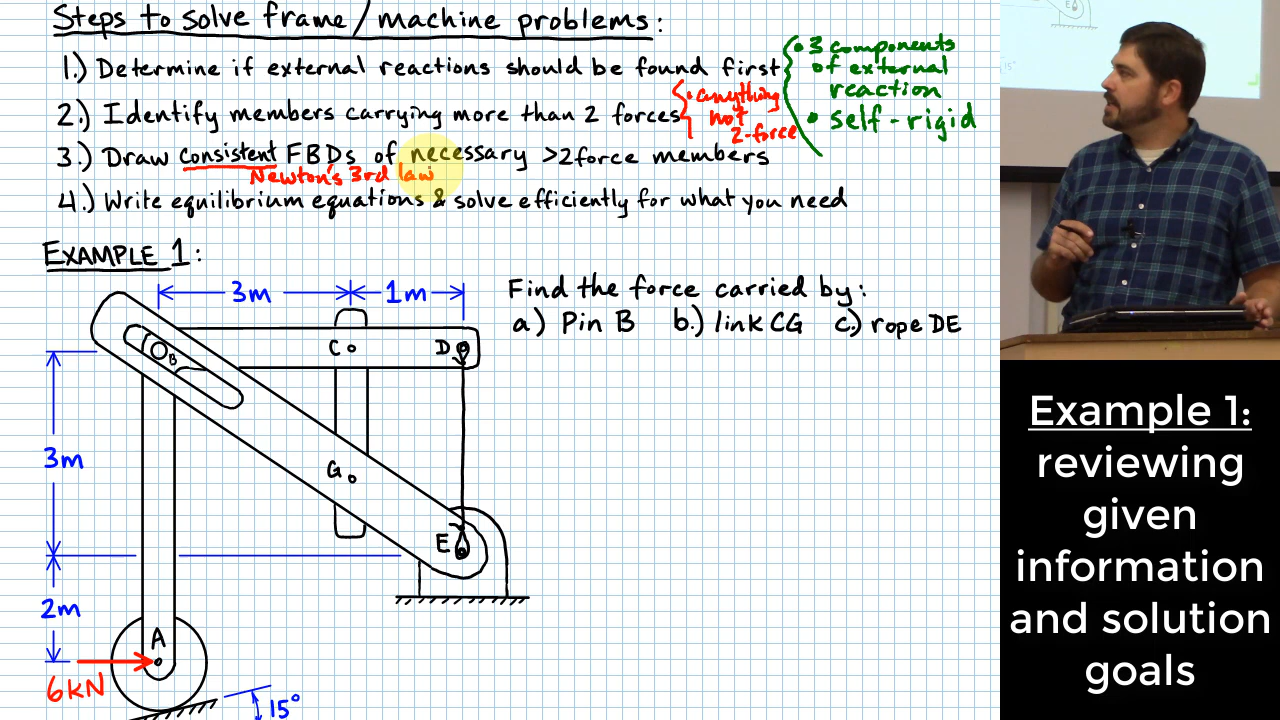 Steps to solve frame/machine problems:
1.) Determine if external reactions should be found first
• 3 components
of external
reaction
• self-rigid
2.) Identify members carrying more than 2 forces
• anything
not
2-force
3.) Draw consistent FBDs of necessary >2force members
Newton's 3rd law
4.) Write equilibrium equations & solve efficiently for what you need
EXAMPLE 1:
3m
1m
Find the force carried by:
a) Pin B b.) link CG c.) rope DE
B
C
D
3m
G
E
2m
A
6kN
15°
E
15°
Example 1:
reviewing
given
information
and solution
goals